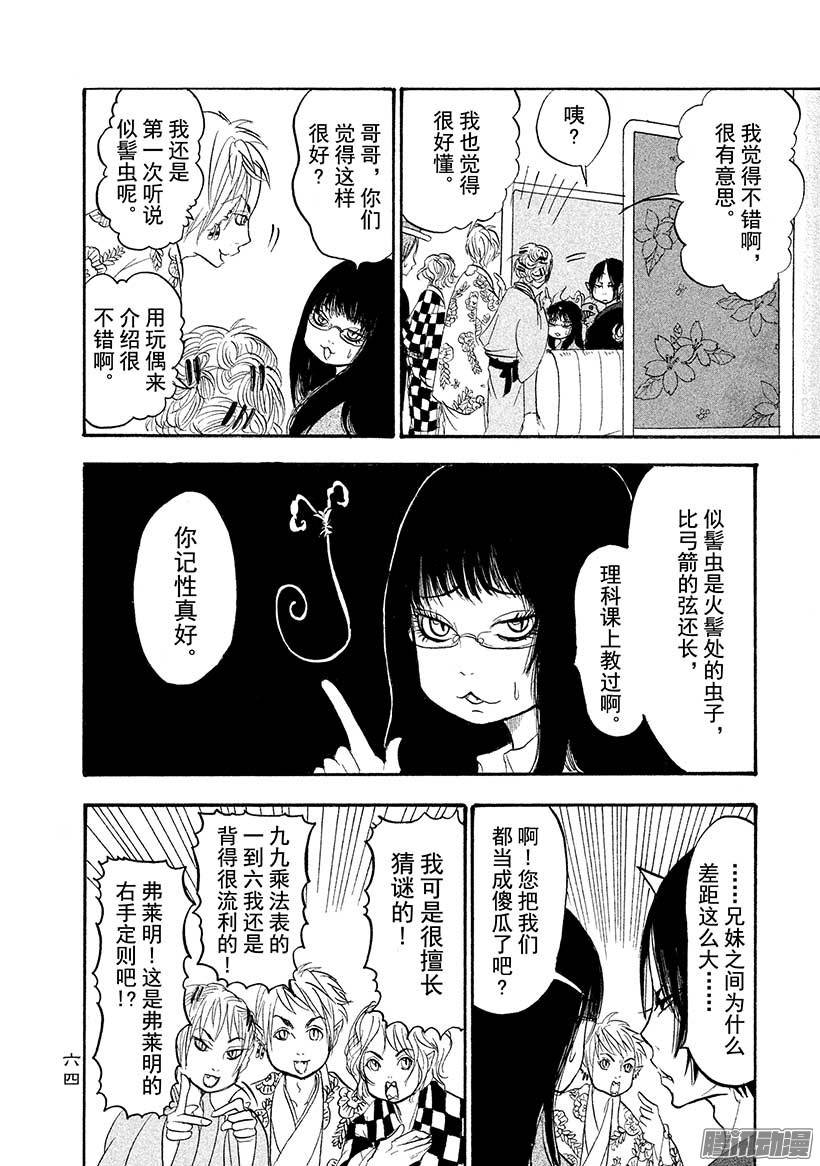 我觉得不错啊，
很有意思。
咦？
我也觉得
很好懂。
哥哥，你们
觉得这样
很好？
我还是
第一次听说
似髻虫呢。
用玩偶来
介绍很
不错啊。
似髻虫是火髻处的虫子，
比弓箭的弦还长，
理科课上教过啊。
你记性真
好。
……兄妹之间为什么
差距这么大……
啊！您把我们
都当成傻瓜了吧？
我可是很擅长
猜谜的！
九九乘法表的
一到六我还是
背得很流利的！
弗莱明！这是弗莱明的
右手定则吧!?
六四
腾讯动漫